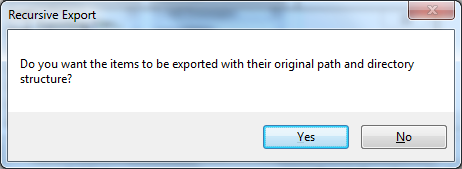 Recursive Export
Do you want the items to be exported with their original path and directory
structure?
Yes
No